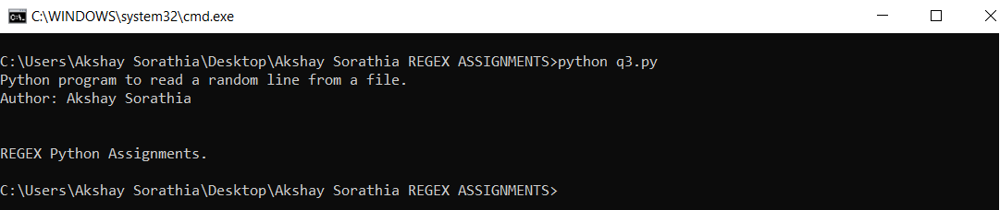 C:\WINDOWS\system32\cmd.exe
C:\Users\Akshay Sorathia\Desktop\Akshay Sorathia REGEX ASSIGNMENTS>python q3.py
Python program to read a random line from a file.
Author: Akshay Sorathia
REGEX Python Assignments.
C:\Users\Akshay Sorathia\Desktop\Akshay Sorathia REGEX ASSIGNMENTS>